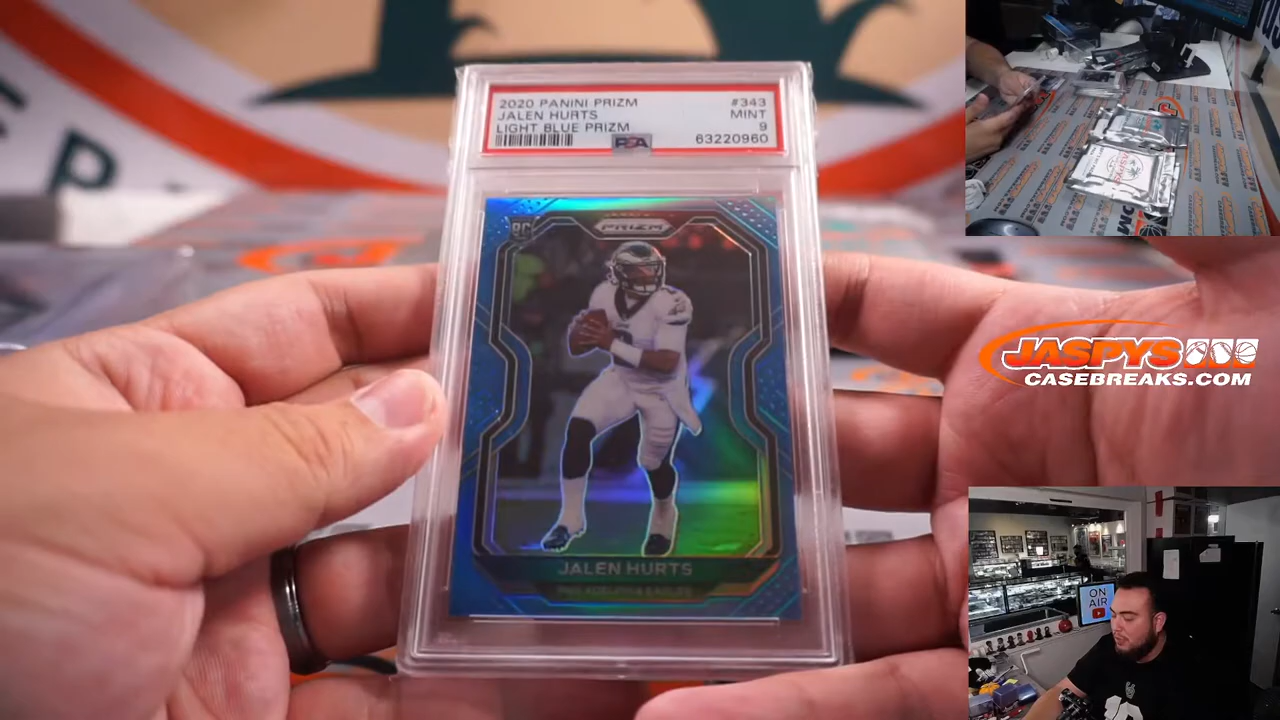 2020 PANINI PRIZM #343
JALEN HURTS MINT
LIGHT BLUE PRIZM 9
PSA 63220960
RC
PRIZM
JALEN HURTS
PHILADELPHIA EAGLES
JASPYS
CASEBREAKS.COM
ON
AIR